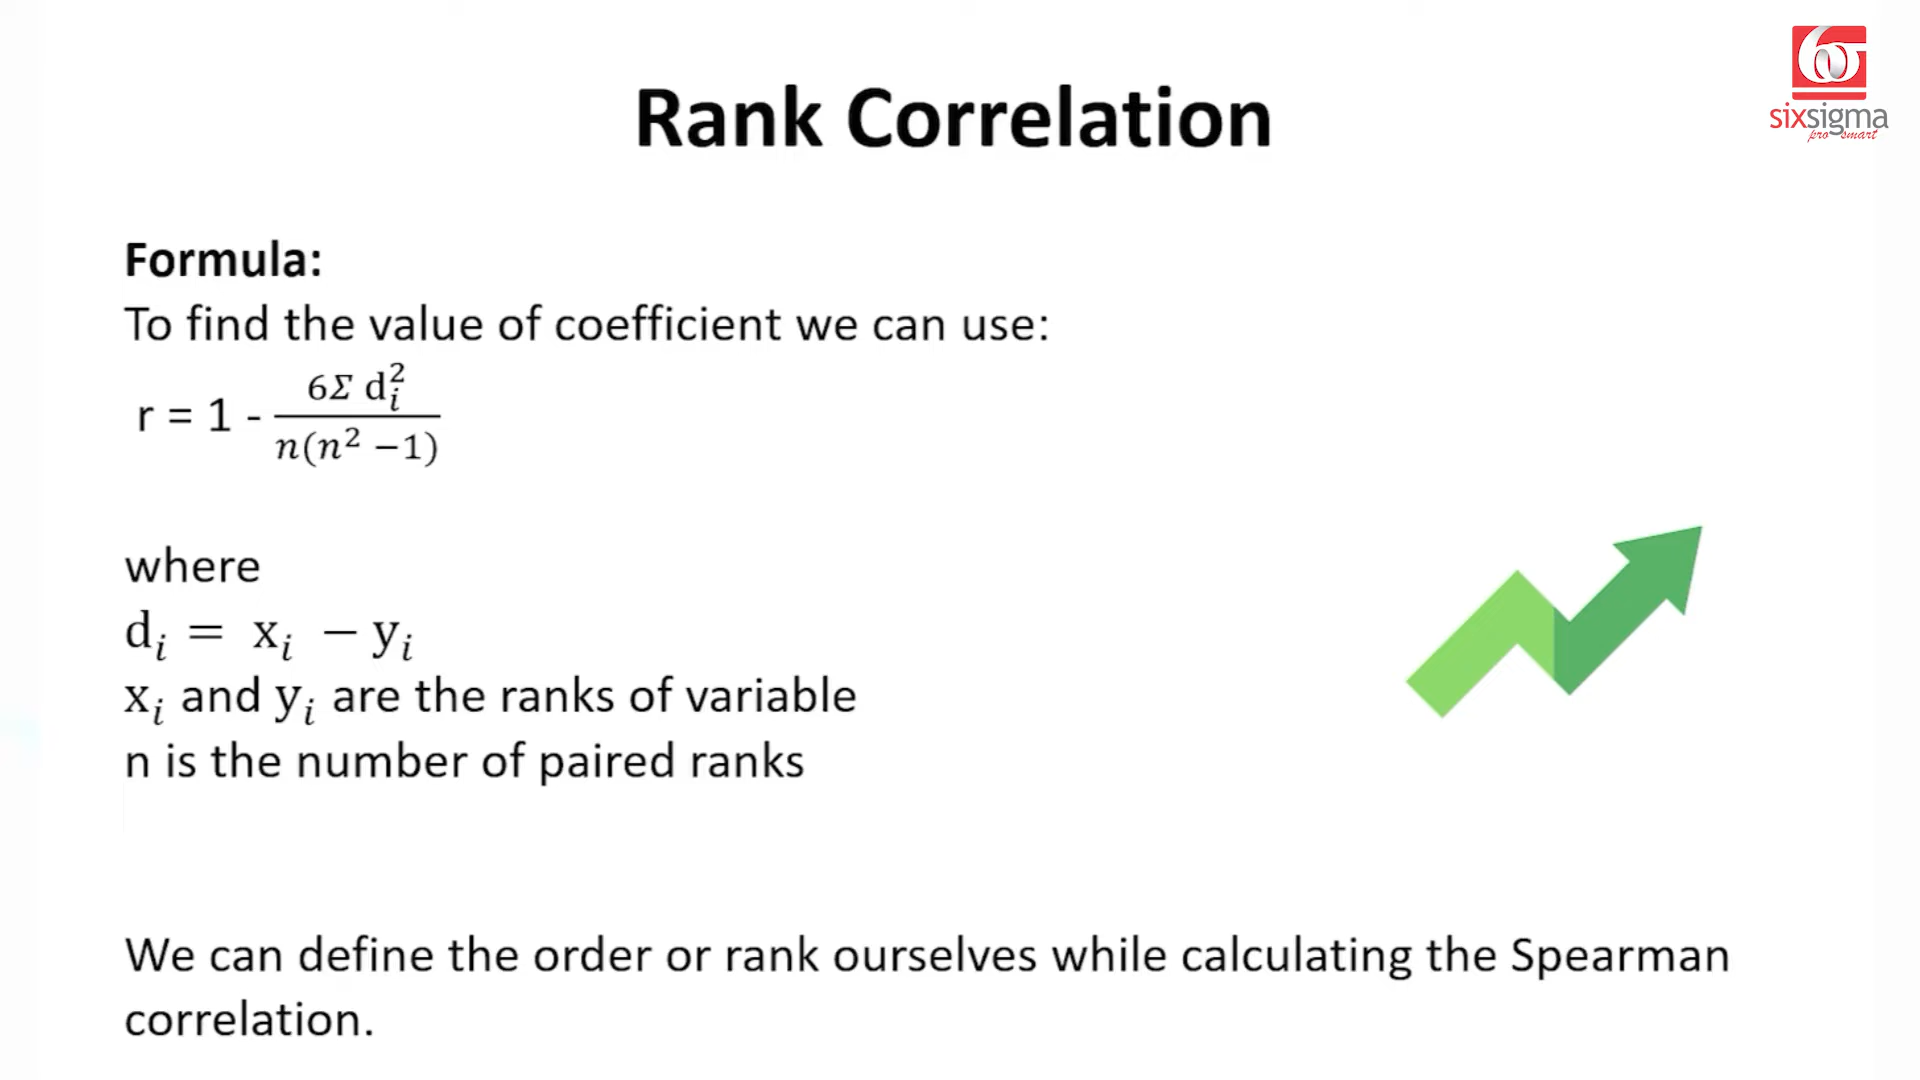 6σ
sixsigma
pro smart
Rank Correlation
Formula:
To find the value of coefficient we can use:
r = 1 - \frac{6Σ d_i^2}{n(n^2 −1)}
where
d_i = x_i − y_i
x_i and y_i are the ranks of variable
n is the number of paired ranks
We can define the order or rank ourselves while calculating the Spearman
correlation.